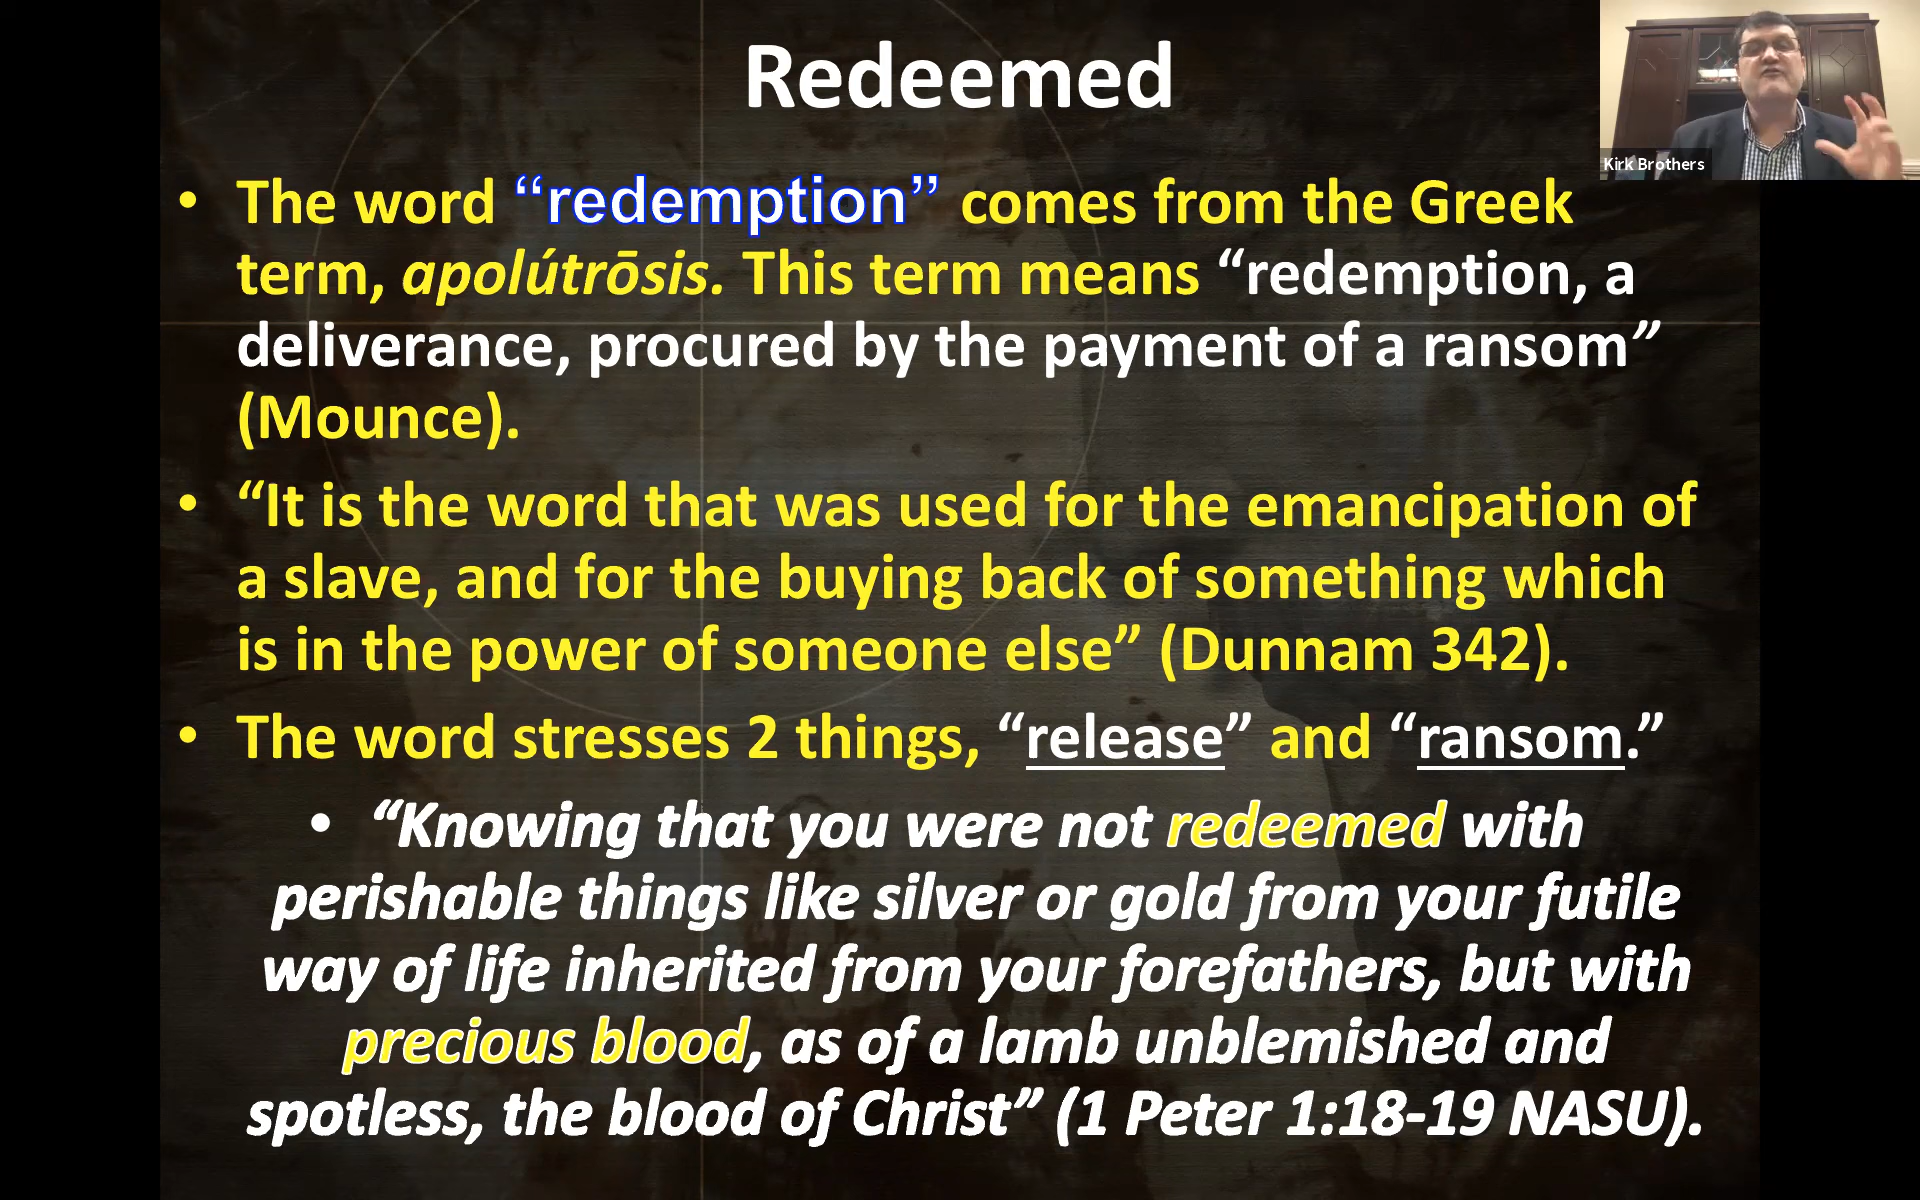 Redeemed
Kirk Brothers
• The word “redemption” comes from the Greek
term, apolútrōsis. This term means “redemption, a
deliverance, procured by the payment of a ransom”
(Mounce).
• “It is the word that was used for the emancipation of
a slave, and for the buying back of something which
is in the power of someone else” (Dunnam 342).
• The word stresses 2 things, “release” and “ransom.”
• “Knowing that you were not redeemed with
perishable things like silver or gold from your futile
way of life inherited from your forefathers, but with
precious blood, as of a lamb unblemished and
spotless, the blood of Christ” (1 Peter 1:18-19 NASU).